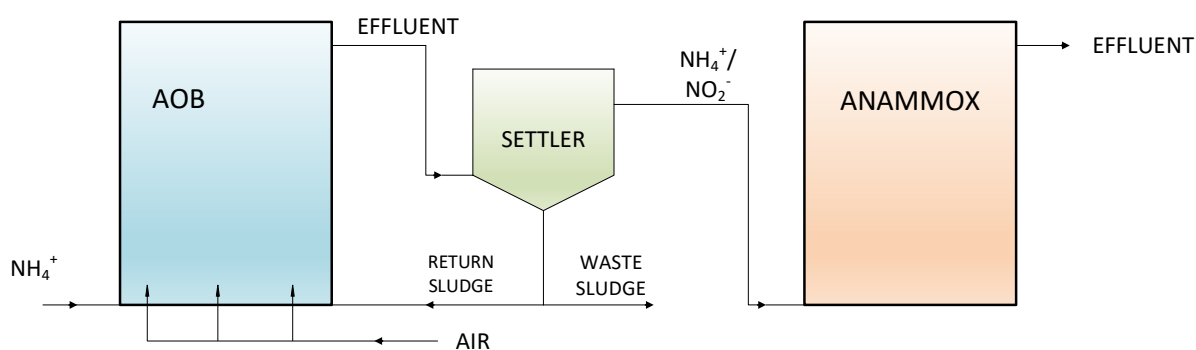 EFFLUENT
AOB
SETTLER
NH₄⁺/
NO₂⁻
ANAMMOX
EFFLUENT
NH₄⁺
RETURN
SLUDGE
WASTE
SLUDGE
AIR